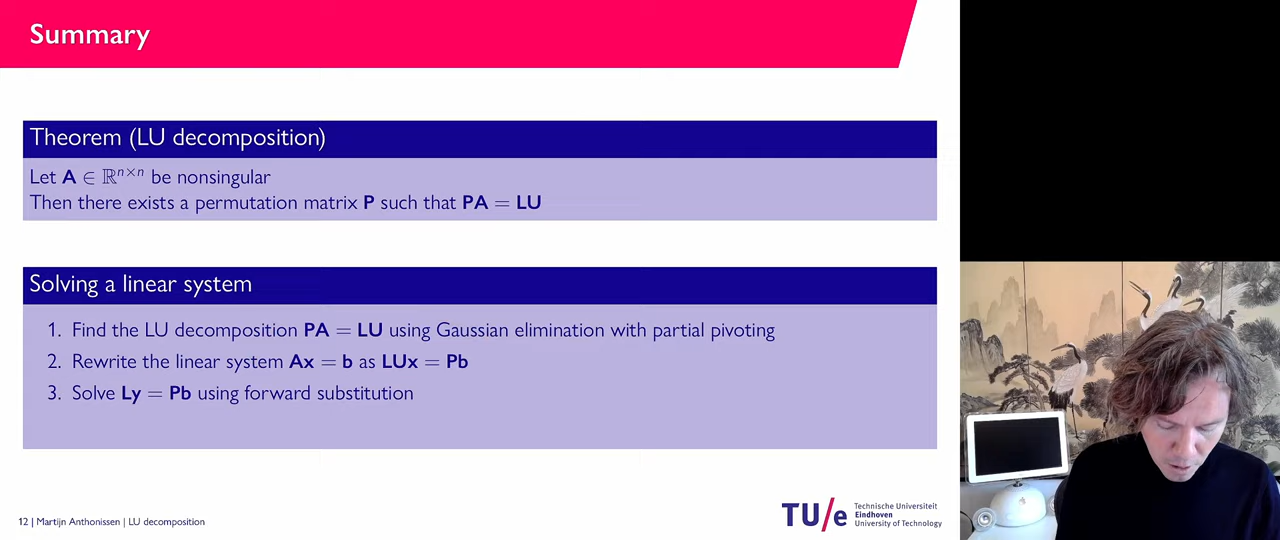 Summary
Theorem (LU decomposition)
Let A ∈ ℝⁿˣⁿ be nonsingular
Then there exists a permutation matrix P such that PA = LU
Solving a linear system
1. Find the LU decomposition PA = LU using Gaussian elimination with partial pivoting
2. Rewrite the linear system Ax = b as LUx = Pb
3. Solve Ly = Pb using forward substitution
12 | Martijn Anthonissen | LU decomposition
TU/e
Technische Universiteit
Eindhoven
University of Technology